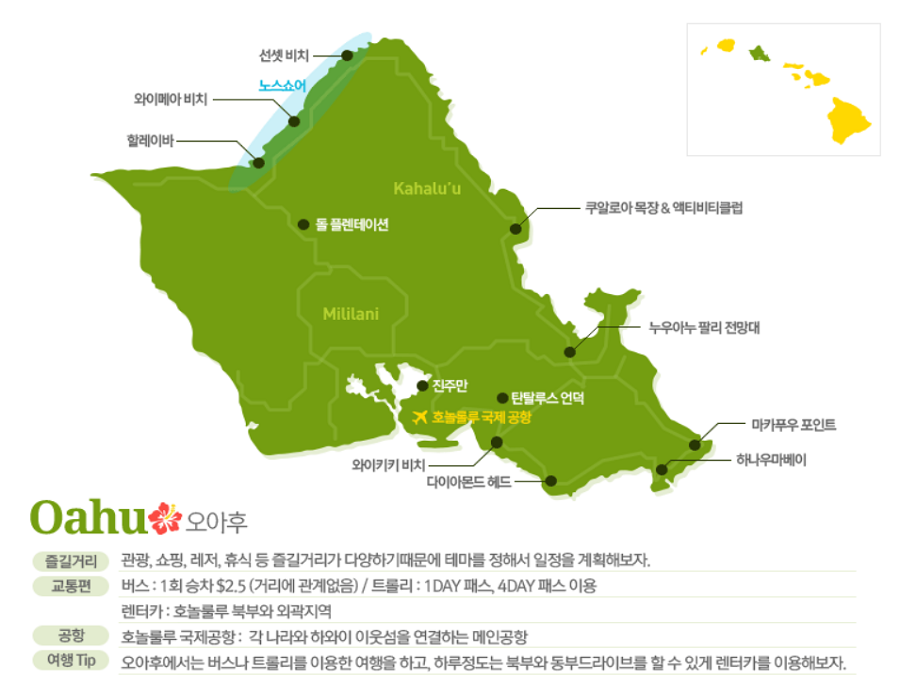 선셋 비치
노스쇼어
와이메아 비치
할레이바
Kahalu'u
쿠알로아 목장 & 액티비티클럽
돌 플렌테이션
Mililani
누우아누 팔리 전망대
진주만
탄탈루스 언덕
호놀룰루 국제 공항
마카푸우 포인트
와이키키 비치
하나우마베이
다이아몬드 헤드
Oahu 오아후
즐길거리 관광, 쇼핑, 레저, 휴식 등 즐길거리가 다양하기때문에 테마를 정해서 일정을 계획해보자.
교통편 버스 : 1회 승차 $2.5 (거리에 관계없음) / 트롤리 : 1DAY 패스, 4DAY 패스 이용
렌터카 : 호놀룰루 북부와 외곽지역
공항 호놀룰루 국제공항 : 각 나라와 하와이 이웃섬을 연결하는 메인공항
여행 Tip 오아후에서는 버스나 트롤리를 이용한 여행을 하고, 하루정도는 북부와 동부드라이브를 할 수 있게 렌터카를 이용해보자.